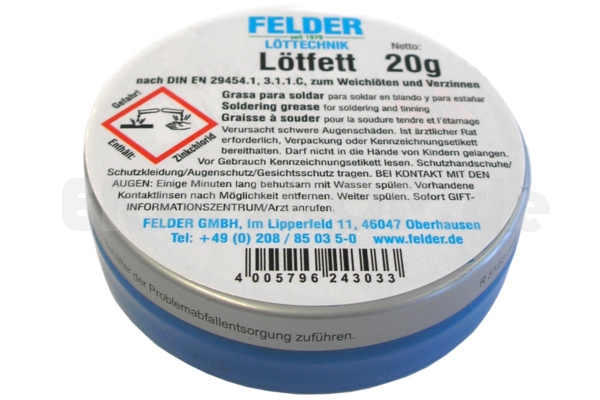 FELDER
seit 1979
LÖTTECHNIK
Netto:
Lötfett 20g
nach DIN EN 29454.1, 3.1.1.C, zum Weichlöten und Verzinnen
Gefahr!
Enthält:
Zinkchlorid
Grasa para soldar para soldar en blando y para estañar
Soldering grease for soldering and tinning
Graisse à souder pour la soudure tendre et l'étamage
Verursacht schwere Augenschäden. Ist ärztlicher Rat
erforderlich, Verpackung oder Kennzeichnungsetikett
bereithalten. Darf nicht in die Hände von Kindern gelangen.
Vor Gebrauch Kennzeichnungsetikett lesen. Schutzhandschuhe/
Schutzkleidung/Augenschutz/Gesichtsschutz tragen. BEI KONTAKT MIT DEN
AUGEN: Einige Minuten lang behutsam mit Wasser spülen. Vorhandene
Kontaktlinsen nach Möglichkeit entfernen. Weiter spülen. Sofort GIFT-
INFORMATIONSZENTRUM/Arzt anrufen.
FELDER GMBH, Im Lipperfeld 11, 46047 Oberhausen
Tel: +49 (0) 208 / 85 03 5-0 www.felder.de
4 005796 243033
der Problemabfallentsorgung zuführen.